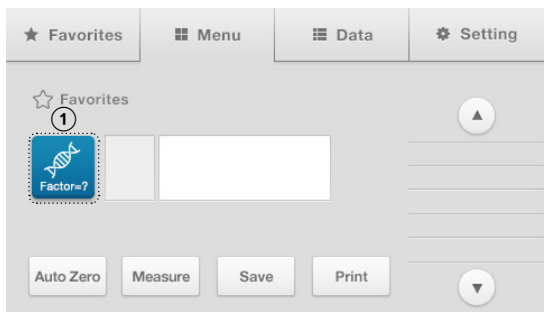 ★ Favorites Menu Data Setting
☆ Favorites
①
Factor=?
Auto Zero Measure Save Print
▲
▼